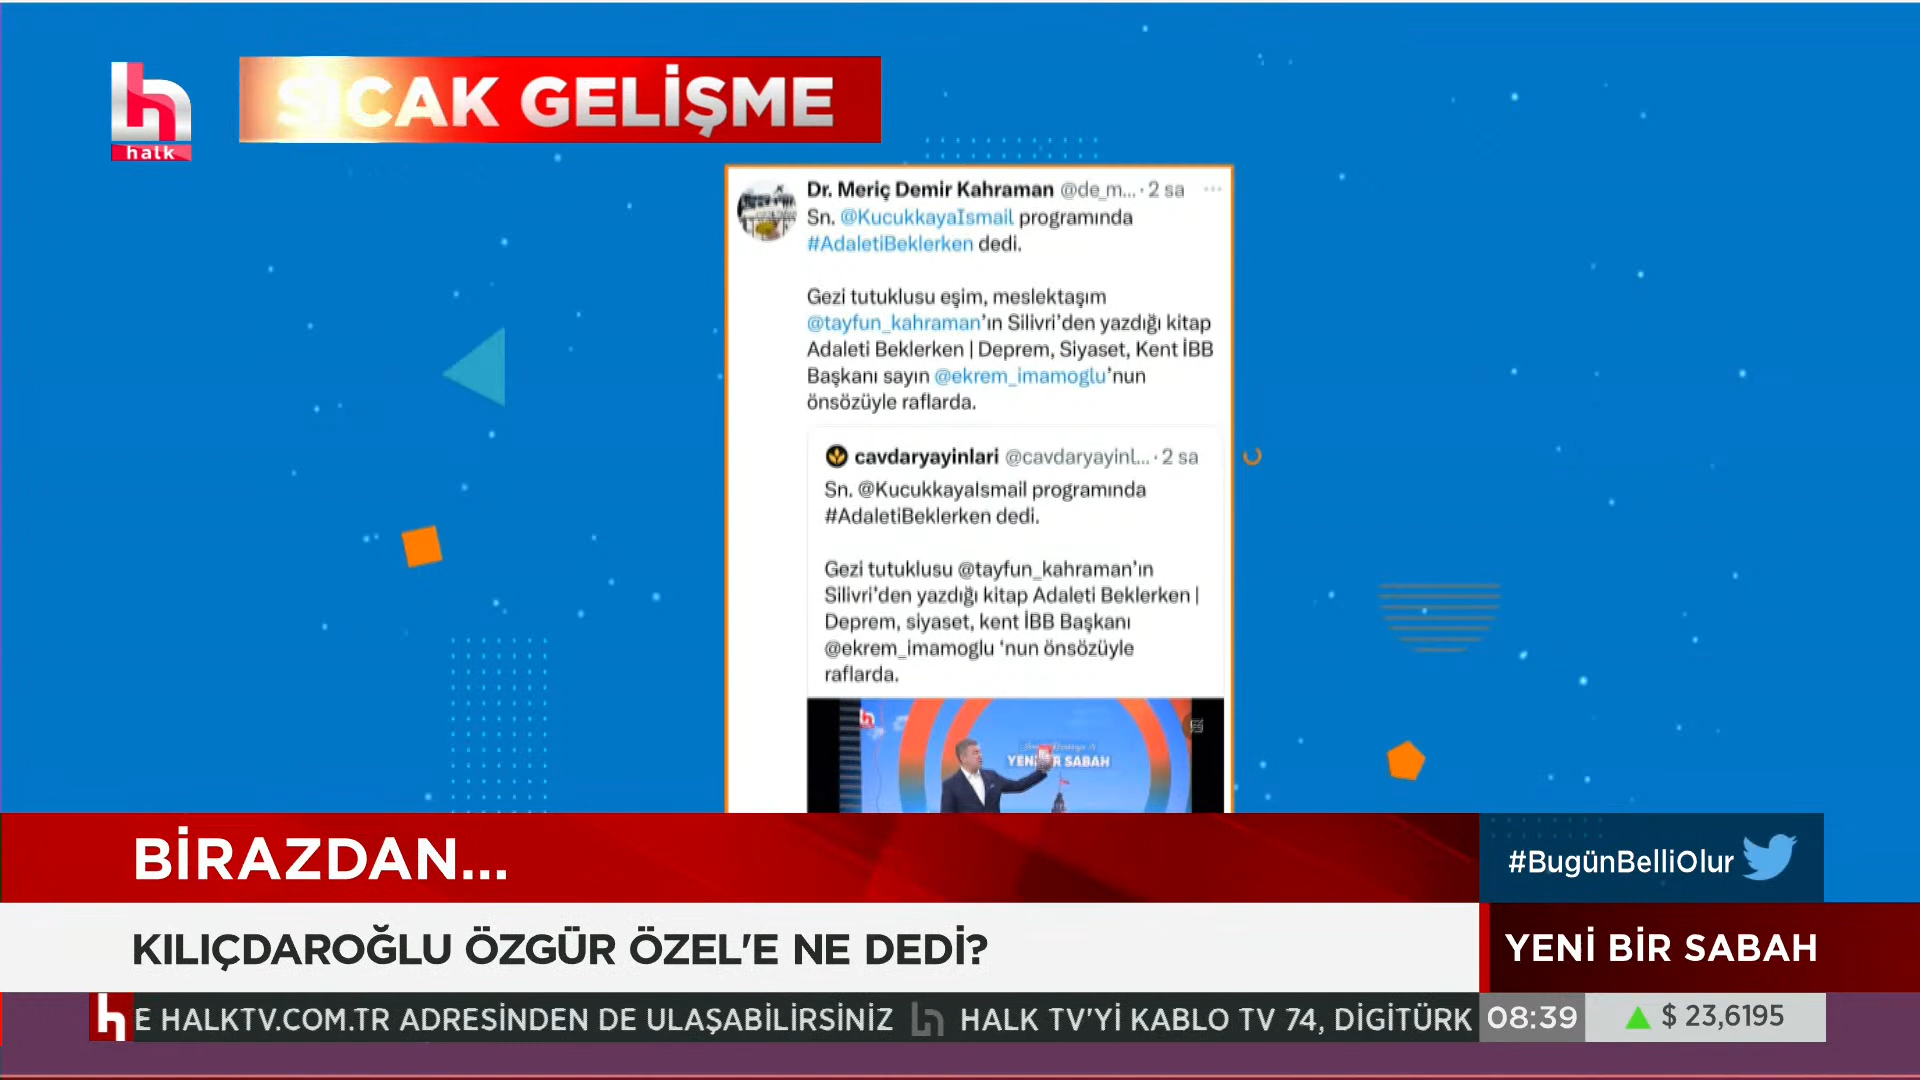 halk
SICAK GELİŞME
Dr. Meriç Demir Kahraman @de_m... · 2 sa
Sn. @KucukkayaIsmail programında
#AdaletiBeklerken dedi.
Gezi tutuklusu eşim, meslektaşım
@tayfun_kahraman’ın Silivri’den yazdığı kitap
Adaleti Beklerken | Deprem, Siyaset, Kent İBB
Başkanı sayın @ekrem_imamoglu’nun
önsözüyle raflarda.
cavdaryayinlari @cavdaryayinl... · 2 sa
Sn. @KucukkayaIsmail programında
#AdaletiBeklerken dedi.
Gezi tutuklusu @tayfun_kahraman’ın
Silivri’den yazdığı kitap Adaleti Beklerken |
Deprem, siyaset, kent İBB Başkanı
@ekrem_imamoglu ‘nun önsözüyle
raflarda.
SABAH
BİRAZDAN...
#BugünBelliOlur
KILIÇDAROĞLU ÖZGÜR ÖZEL'E NE DEDİ?
YENİ BİR SABAH
E HALKTV.COM.TR ADRESİNDEN DE ULAŞABİLİRSİNİZ HALK TV'Yİ KABLO TV 74, DİGİTÜRK
08:39
$ 23,6195